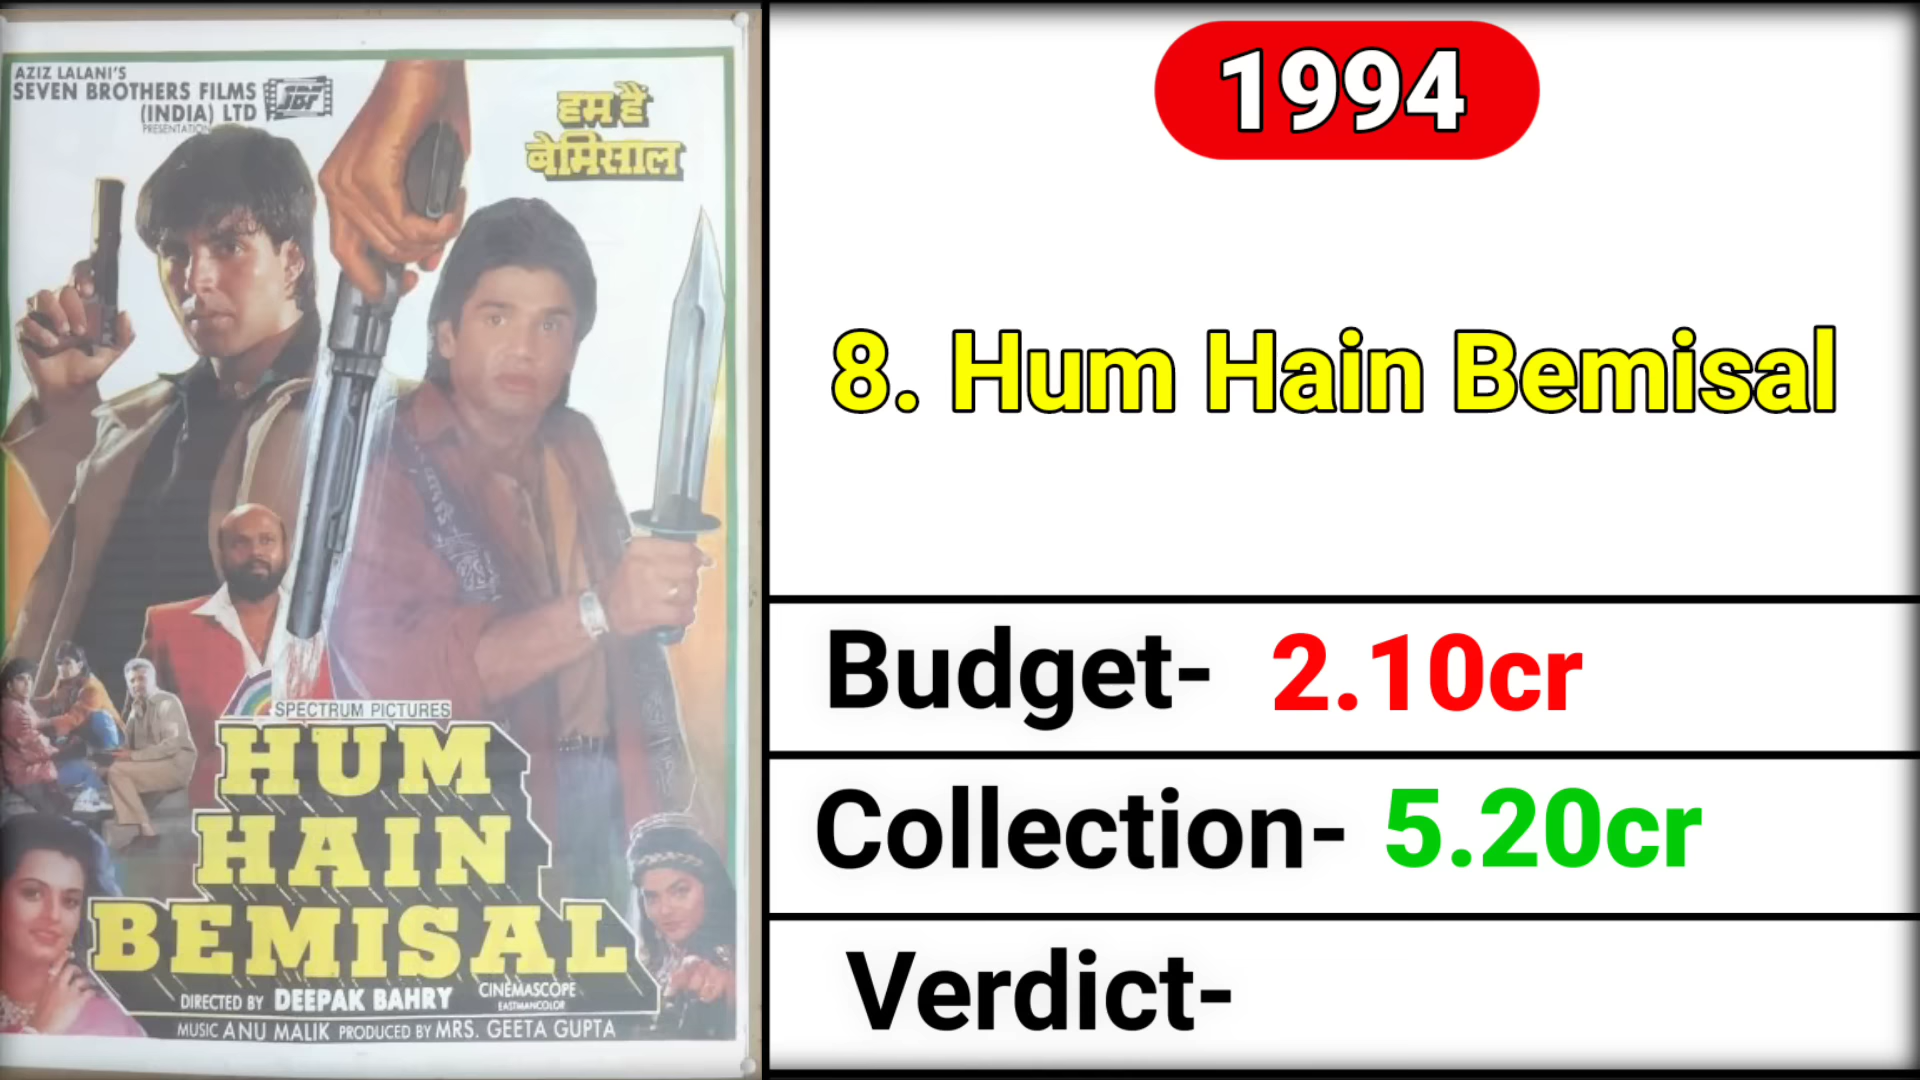 AZIZ LALANI'S
SEVEN BROTHERS FILMS
(INDIA) LTD
PRESENTATION
SBF
हम हैं
बेमिसाल
SPECTRUM PICTURES
HUM
HAIN
BEMISAL
DIRECTED BY DEEPAK BAHRY
CINEMASCOPE
EASTMANCOLOR
MUSIC ANU MALIK PRODUCED BY MRS. GEETA GUPTA
1994
8. Hum Hain Bemisal
Budget- 2.10cr
Collection- 5.20cr
Verdict-